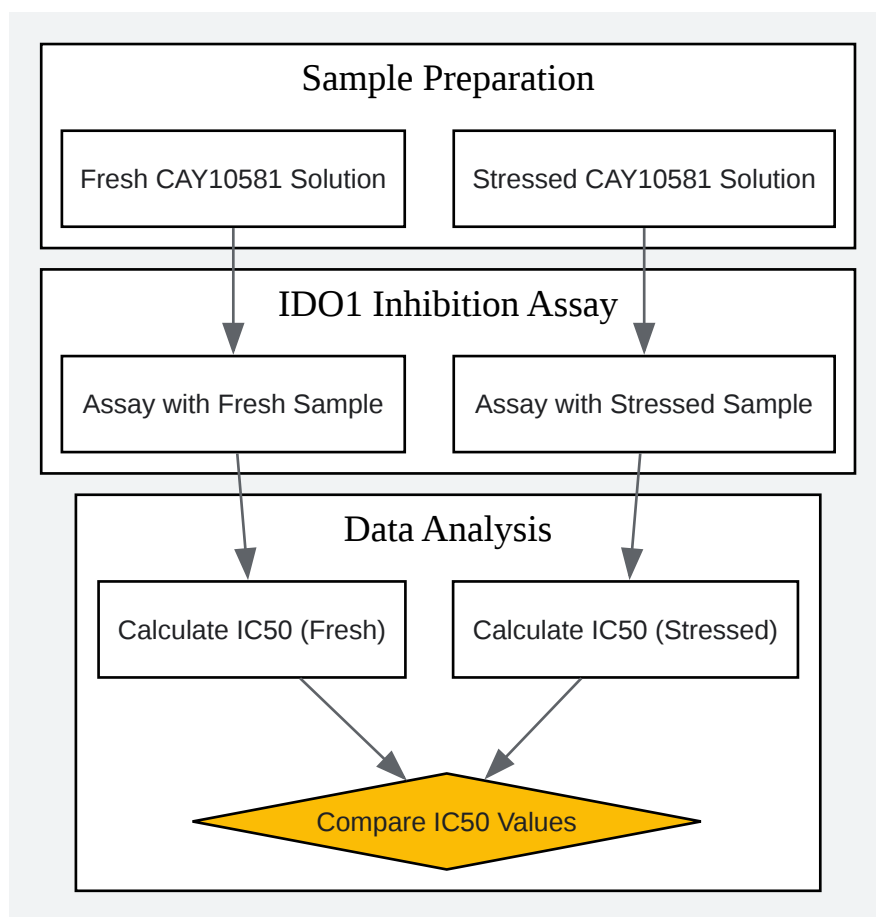 Sample Preparation
Fresh CAY10581 Solution
Stressed CAY10581 Solution
IDO1 Inhibition Assay
Assay with Fresh Sample
Assay with Stressed Sample
Data Analysis
Calculate IC50 (Fresh)
Calculate IC50 (Stressed)
Compare IC50 Values